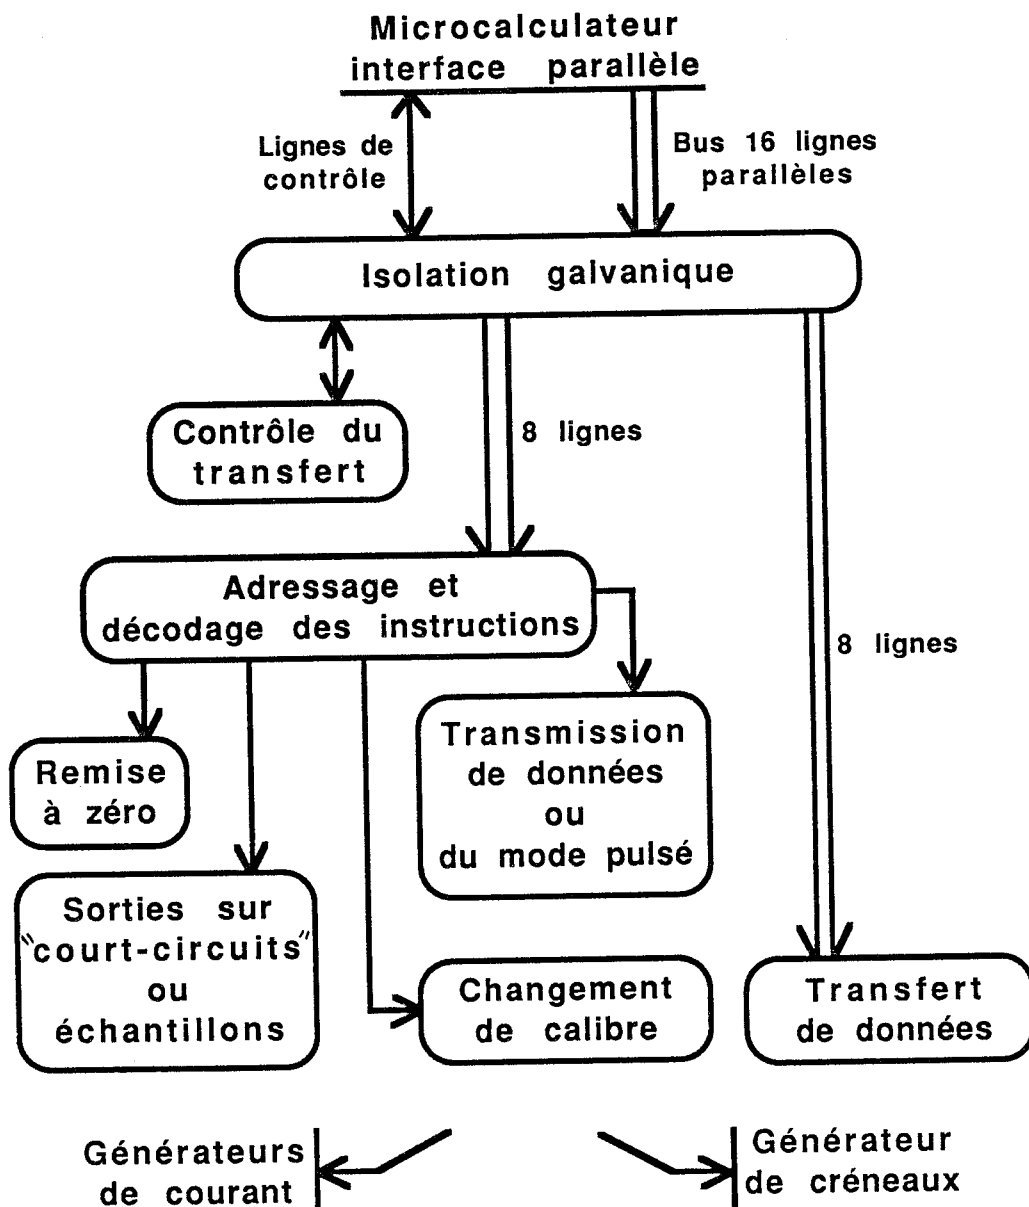 Microcalculateur
interface parallèle
Lignes de
contrôle
Bus 16 lignes
parallèles
Isolation galvanique
Contrôle du
transfert
8 lignes
Adressage et
décodage des instructions
8 lignes
Remise
à zéro
Transmission
de données
ou
du mode pulsé
Sorties sur
"court-circuits"
ou
échantillons
Changement
de calibre
Transfert
de données
Générateurs
de courant
Générateur
de créneaux